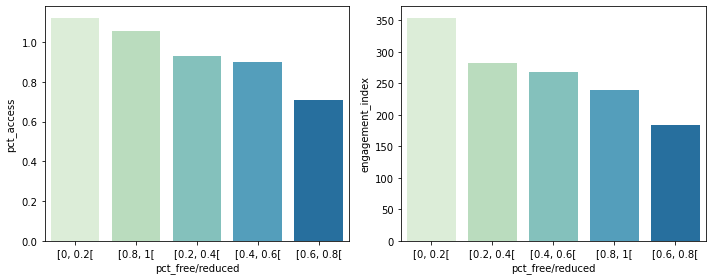 pct_access
1.0
0.8
0.6
0.4
0.2
0.0
[0, 0.2[ [0.8, 1[ [0.2, 0.4[ [0.4, 0.6[ [0.6, 0.8[
pct_free/reduced
engagement_index
350
300
250
200
150
100
50
0
[0, 0.2[ [0.2, 0.4[ [0.4, 0.6[ [0.8, 1[ [0.6, 0.8[
pct_free/reduced